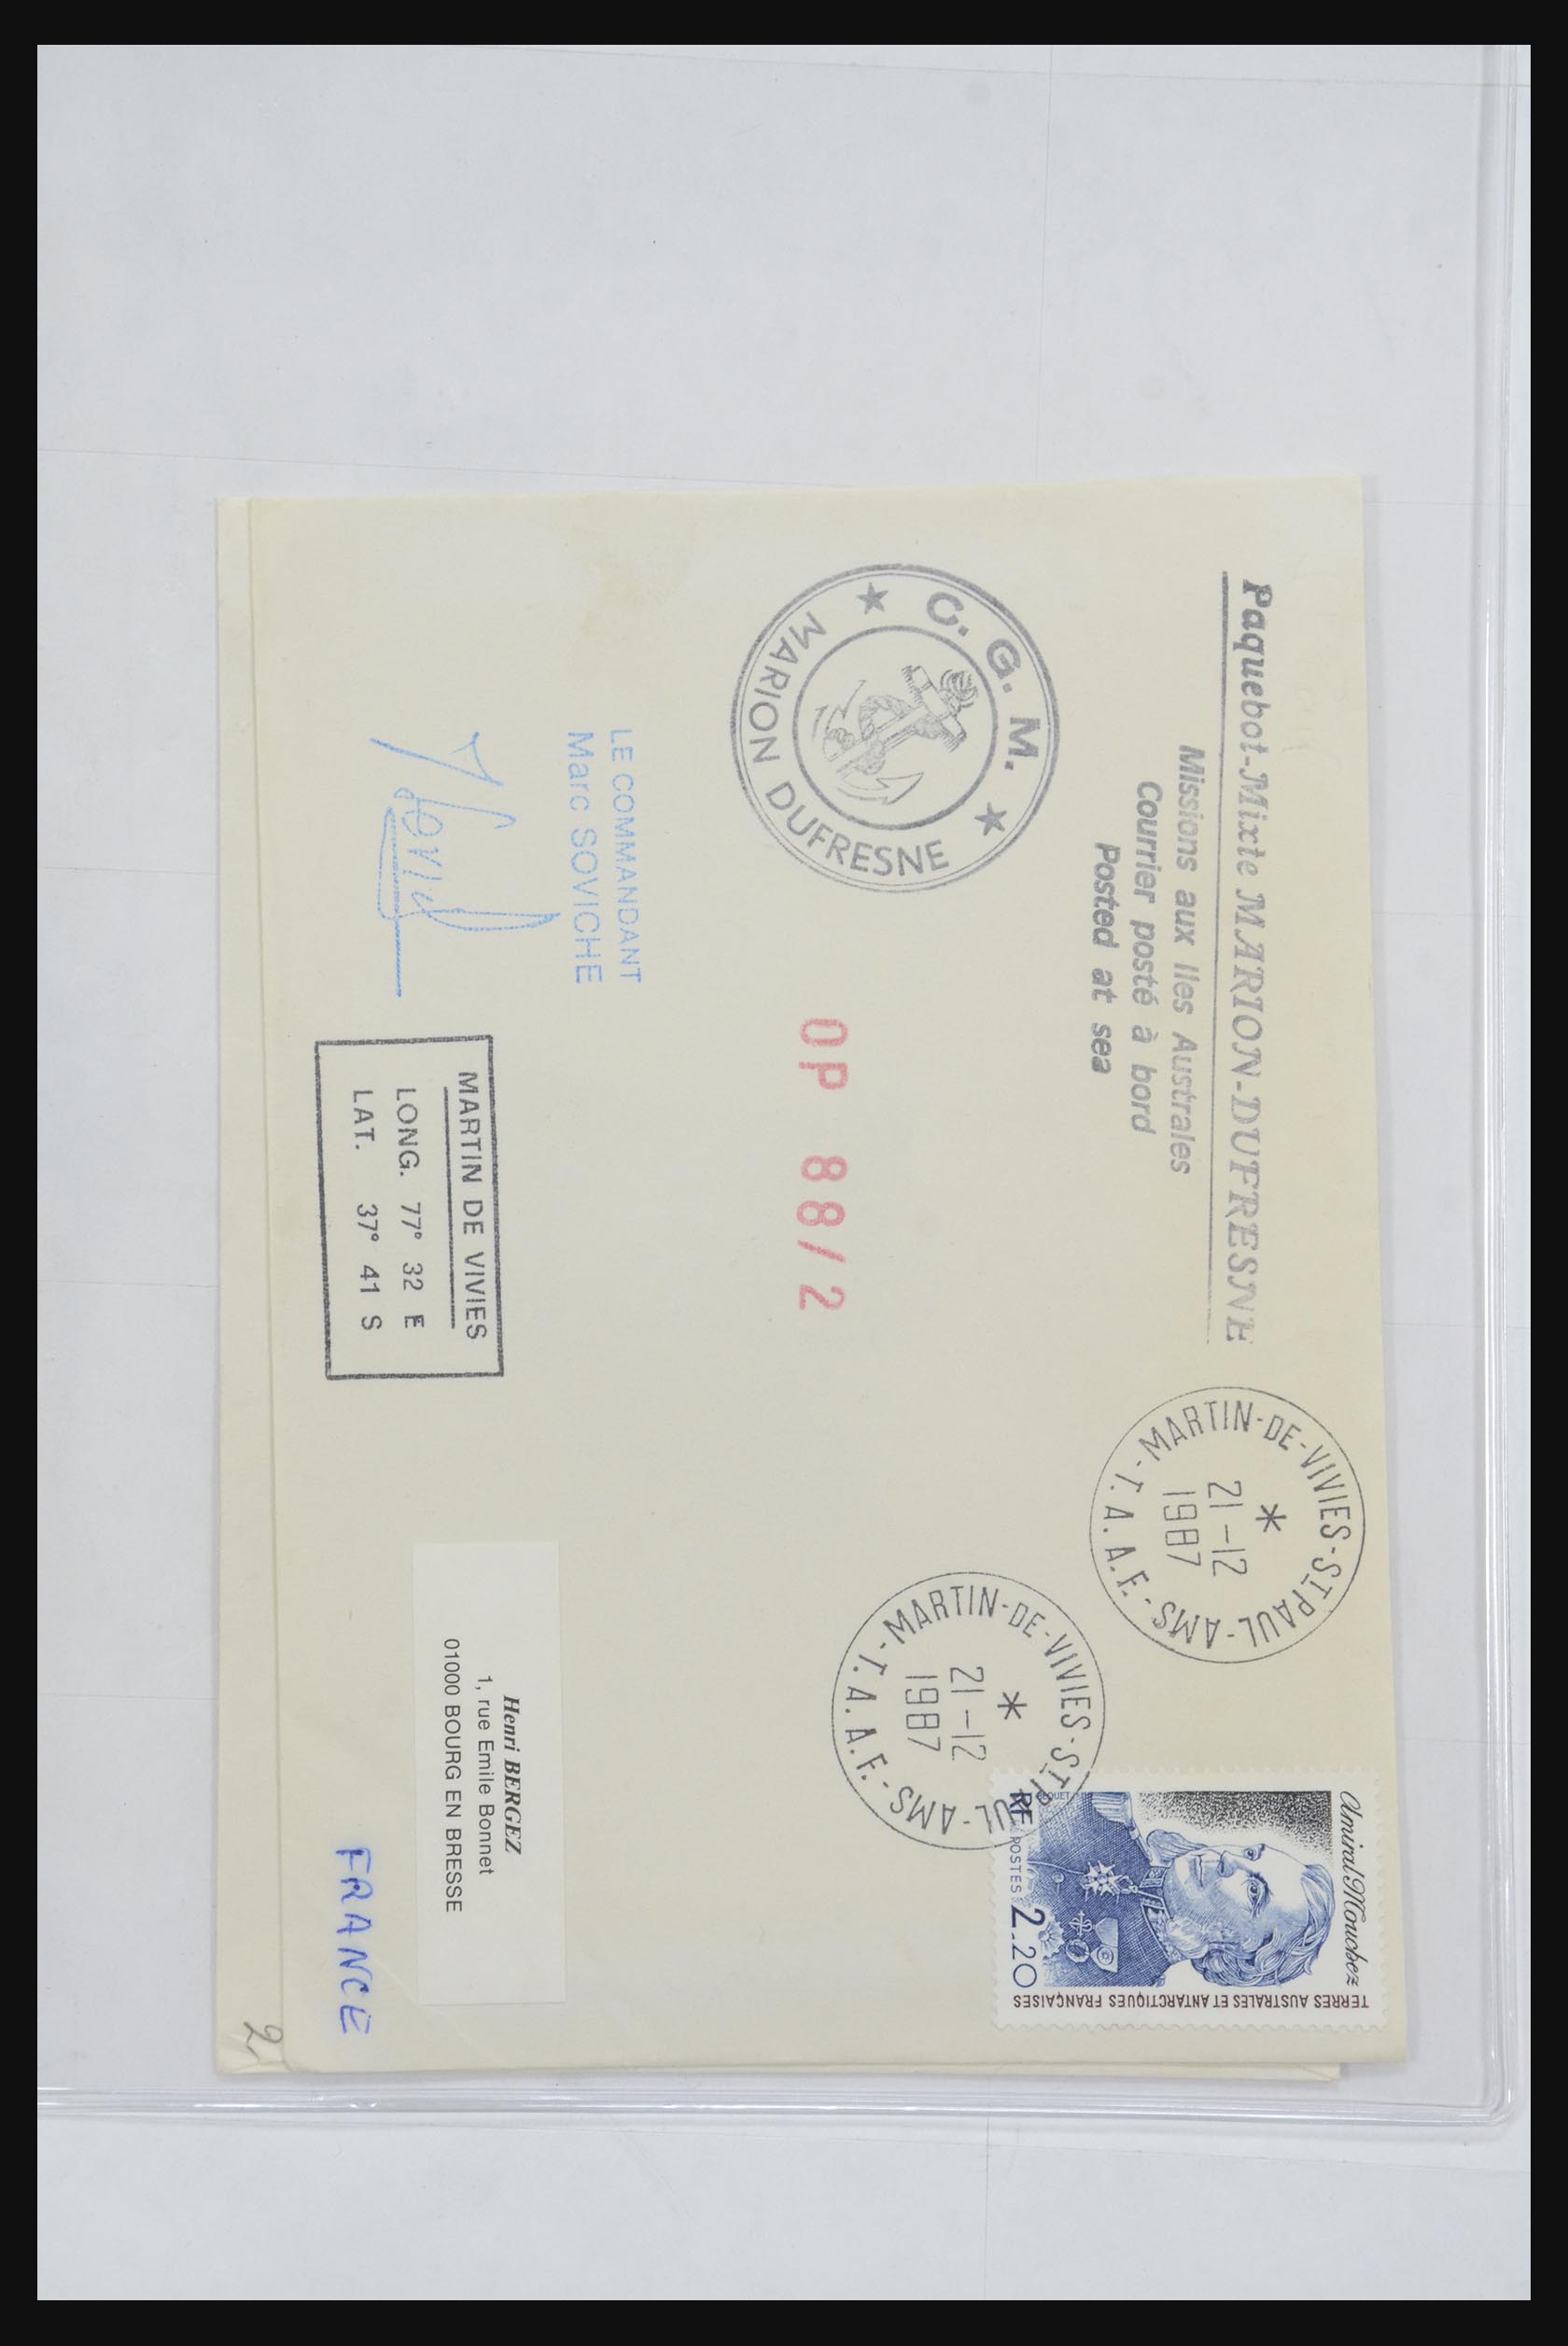 Paquebot-Mixte MARION-DUFRESNE
Missions aux Iles Australes
Courrier posté à bord
Posted at sea
★ C. G. M. ★
MARION DUFRESNE
OP 88/2
LE COMMANDANT
Marc SOVICHE
MARTIN DE VIVIES
LONG. 77° 32 E
LAT. 37° 41 S
MARTIN-DE-VIVIES-ST PAUL-AMS-T.A.A.F.-
*
21-12
1987
MARTIN-DE-VIVIES-ST PAUL-AMS-T.A.A.F.-
*
21-12
1987
Amiral Mouchez
TERRES AUSTRALES ET ANTARCTIQUES FRANÇAISES
RF POSTES 2.20
Henri BERGEZ
1, rue Emile Bonnet
01000 BOURG EN BRESSE
FRANCE